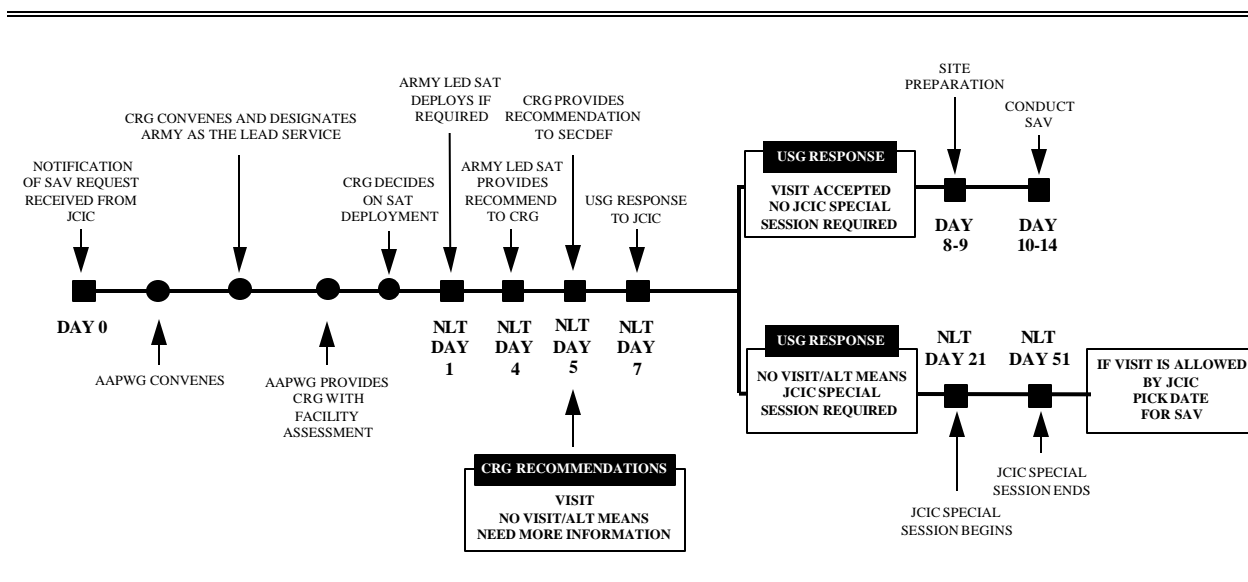 NOTIFICATION
OF SAV REQUEST
RECEIVED FROM
JCIC
DAY 0
AAPWG CONVENES
CRG CONVENES AND DESIGNATES
ARMY AS THE LEAD SERVICE
AAPWG PROVIDES
CRG WITH
FACILITY
ASSESSMENT
CRG DECIDES
ON SAT
DEPLOYMENT
ARMY LED SAT
DEPLOYS IF
REQUIRED
NLT
DAY
1
ARMY LED SAT
PROVIDES
RECOMMEND
TO CRG
NLT
DAY
4
CRG PROVIDES
RECOMMENDATION
TO SECDEF
NLT
DAY
5
CRG RECOMMENDATIONS
VISIT
NO VISIT/ALT MEANS
NEED MORE INFORMATION
USG RESPONSE
TO JCIC
NLT
DAY
7
USG RESPONSE
VISIT ACCEPTED
NO JCIC SPECIAL
SESSION REQUIRED
SITE
PREPARATION
DAY
8-9
CONDUCT
SAV
DAY
10-14
USG RESPONSE
NO VISIT/ALT MEANS
JCIC SPECIAL
SESSION REQUIRED
NLT
DAY 21
JCIC SPECIAL
SESSION BEGINS
NLT
DAY 51
JCIC SPECIAL
SESSION ENDS
IF VISIT IS ALLOWED
BY JCIC
PICK DATE
FOR SAV